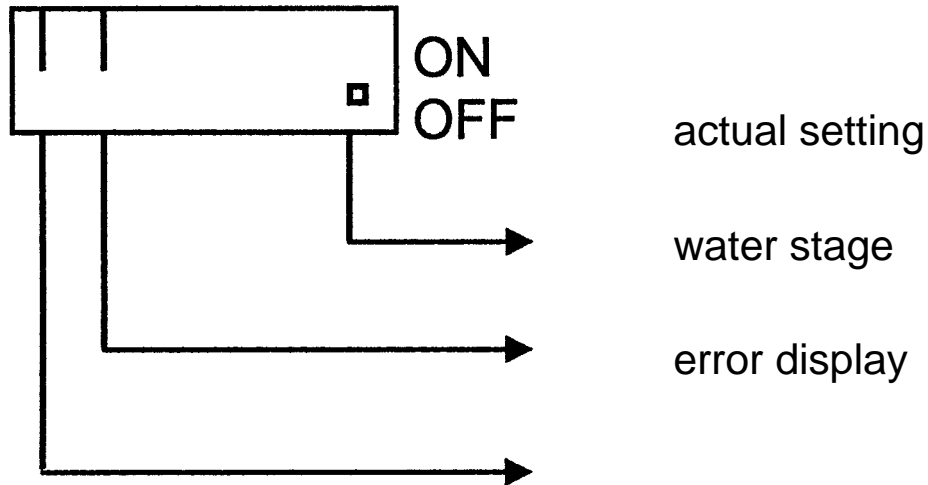 ON
OFF
actual setting
water stage
error display